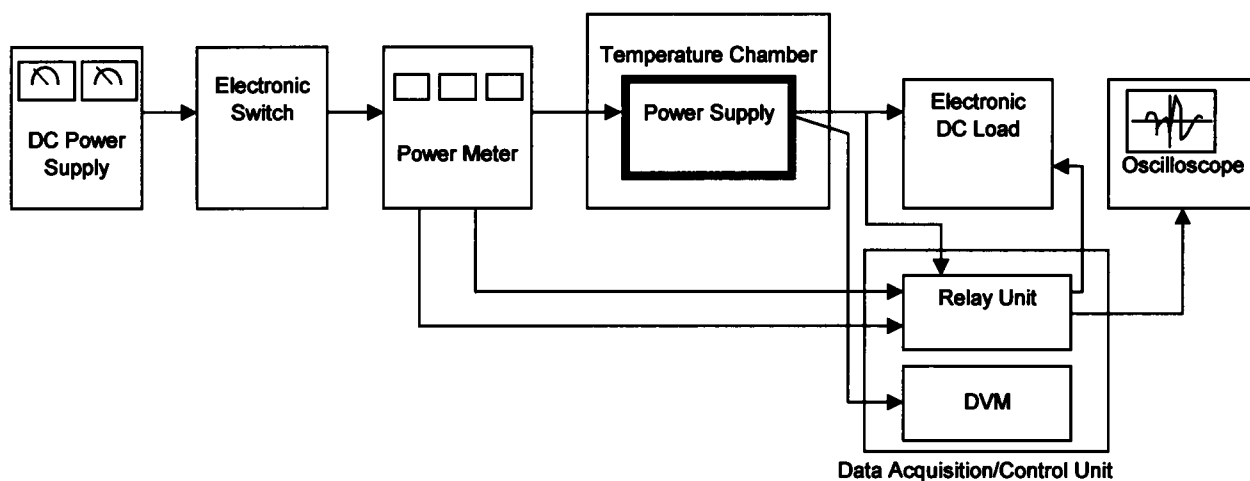 DC Power
Supply
Electronic
Switch
Power Meter
Temperature Chamber
Power Supply
Electronic
DC Load
Oscilloscope
Relay Unit
DVM
Data Acquisition/Control Unit